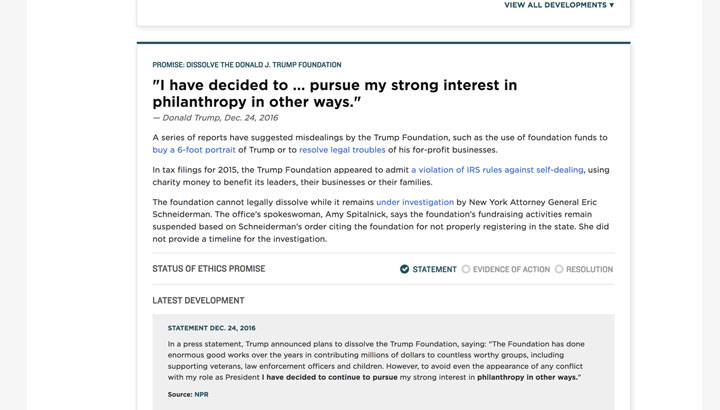 VIEW ALL DEVELOPMENTS ▼
PROMISE: DISSOLVE THE DONALD J. TRUMP FOUNDATION
"I have decided to ... pursue my strong interest in
philanthropy in other ways."
— Donald Trump, Dec. 24, 2016
A series of reports have suggested misdealings by the Trump Foundation, such as the use of foundation funds to
buy a 6-foot portrait of Trump or to resolve legal troubles of his for-profit businesses.
In tax filings for 2015, the Trump Foundation appeared to admit a violation of IRS rules against self-dealing, using
charity money to benefit its leaders, their businesses or their families.
The foundation cannot legally dissolve while it remains under investigation by New York Attorney General Eric
Schneiderman. The office's spokeswoman, Amy Spitalnick, says the foundation's fundraising activities remain
suspended based on Schneiderman's order citing the foundation for not properly registering in the state. She did
not provide a timeline for the investigation.
STATUS OF ETHICS PROMISE STATEMENT EVIDENCE OF ACTION RESOLUTION
LATEST DEVELOPMENT
STATEMENT DEC. 24, 2016
In a press statement, Trump announced plans to dissolve the Trump Foundation, saying: "The Foundation has done
enormous good works over the years in contributing millions of dollars to countless worthy groups, including
supporting veterans, law enforcement officers and children. However, to avoid even the appearance of any conflict
with my role as President I have decided to continue to pursue my strong interest in philanthropy in other ways."
Source: NPR